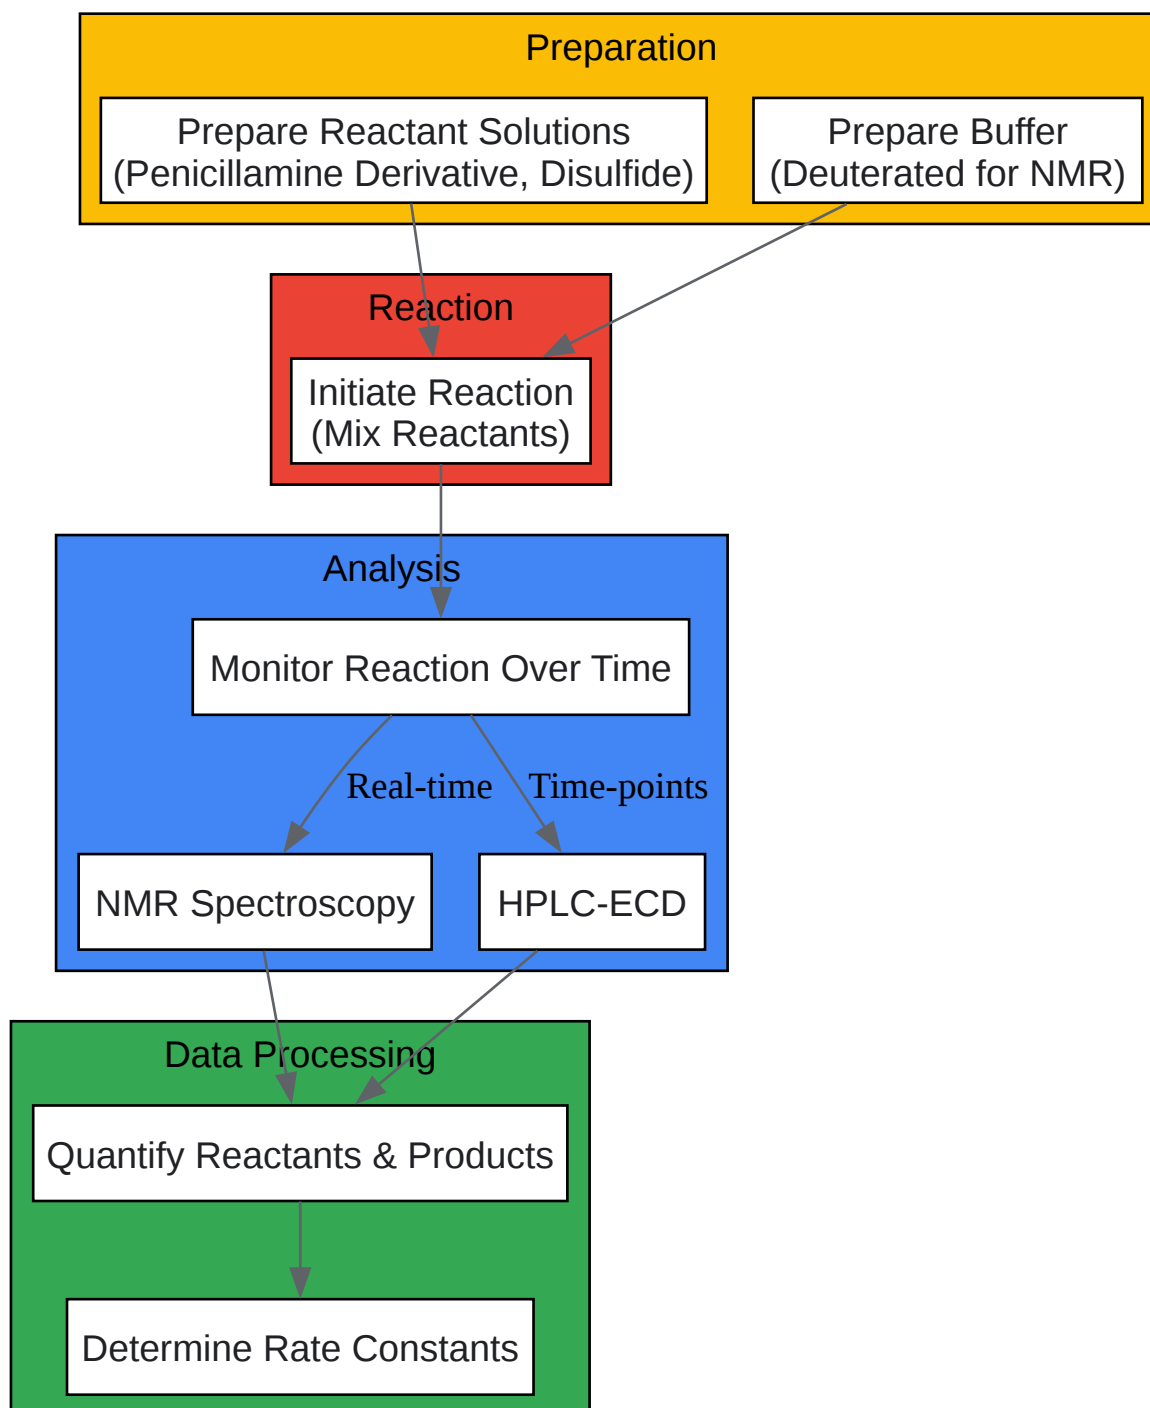 Preparation
Prepare Reactant Solutions
(Penicillamine Derivative, Disulfide)
Prepare Buffer
(Deuterated for NMR)
Reaction
Initiate Reaction
(Mix Reactants)
Analysis
Monitor Reaction Over Time
Real-time
Time-points
NMR Spectroscopy
HPLC-ECD
Data Processing
Quantify Reactants & Products
Determine Rate Constants